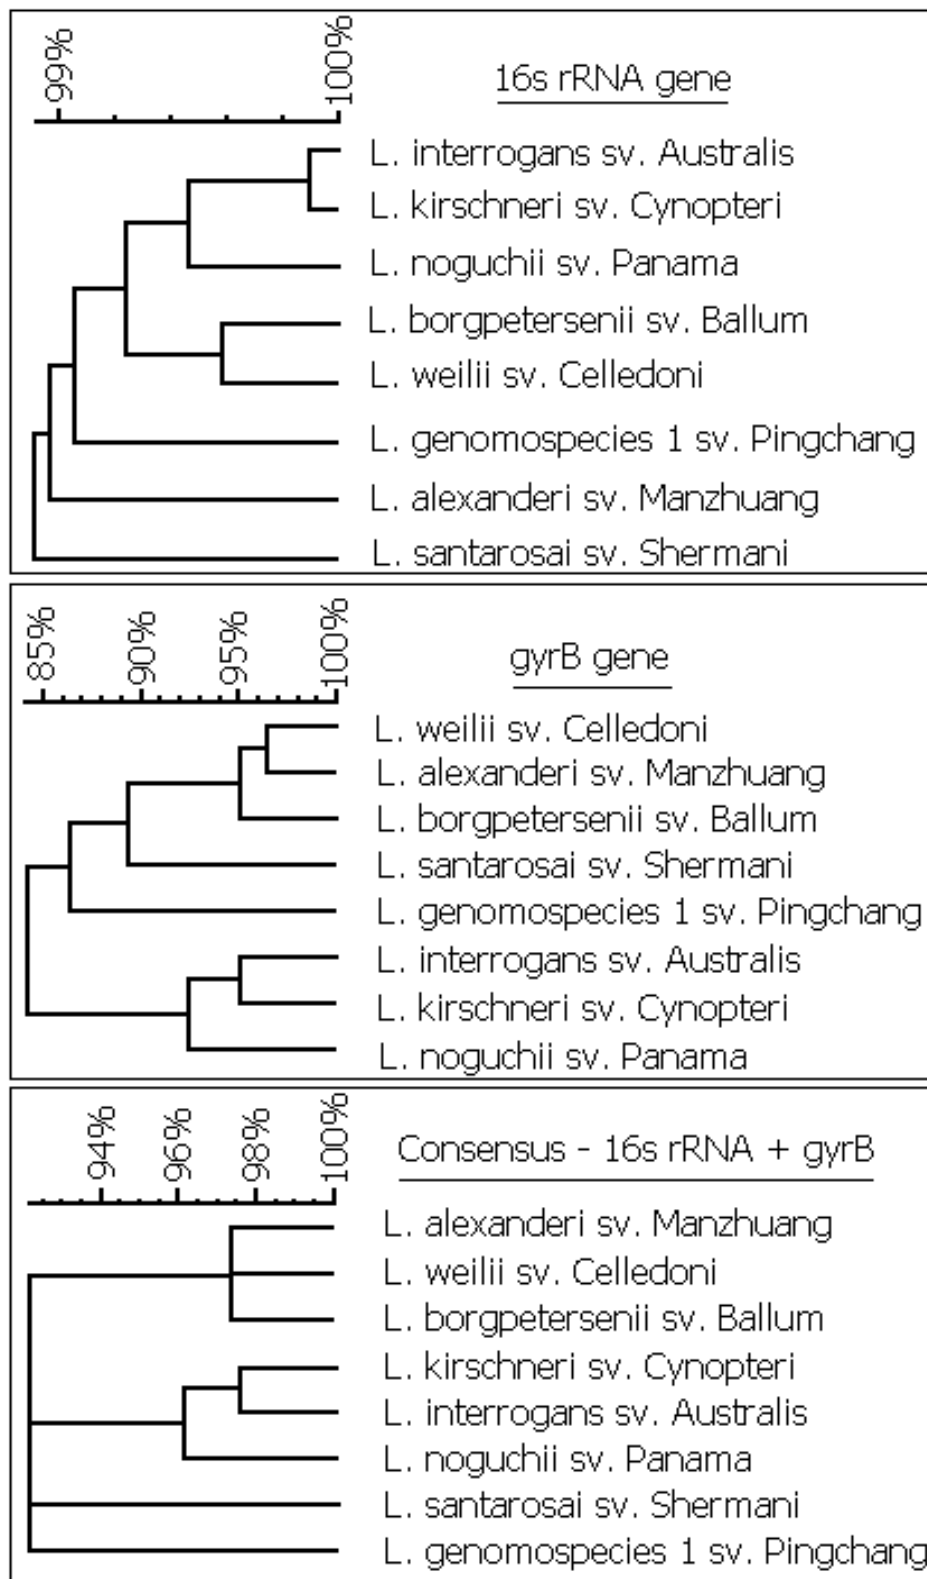 99%
100%
16s rRNA gene
L. interrogans sv. Australis
L. kirschneri sv. Cynopteri
L. noguchii sv. Panama
L. borgpetersenii sv. Ballum
L. weilii sv. Celledoni
L. genomospecies 1 sv. Pingchang
L. alexanderi sv. Manzhuang
L. santarosai sv. Shermani
85%
90%
95%
100%
gyrB gene
L. weilii sv. Celledoni
L. alexanderi sv. Manzhuang
L. borgpetersenii sv. Ballum
L. santarosai sv. Shermani
L. genomospecies 1 sv. Pingchang
L. interrogans sv. Australis
L. kirschneri sv. Cynopteri
L. noguchii sv. Panama
94%
96%
98%
100%
Consensus - 16s rRNA + gyrB
L. alexanderi sv. Manzhuang
L. weilii sv. Celledoni
L. borgpetersenii sv. Ballum
L. kirschneri sv. Cynopteri
L. interrogans sv. Australis
L. noguchii sv. Panama
L. santarosai sv. Shermani
L. genomospecies 1 sv. Pingchang